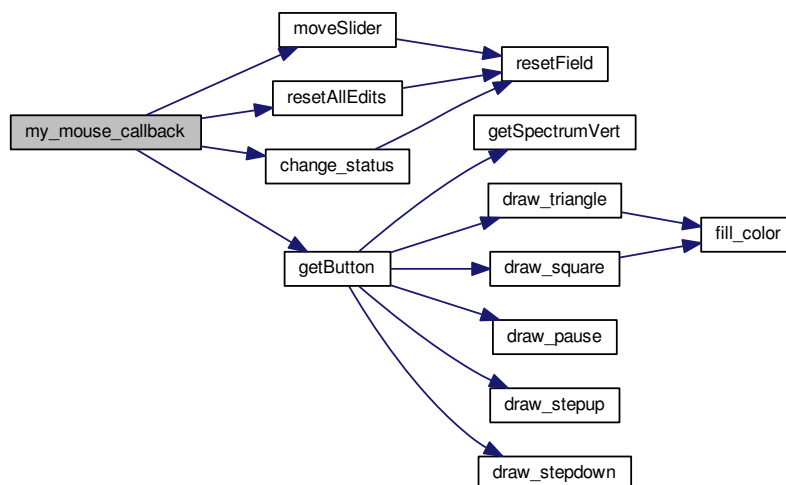 moveSlider
resetField
resetAllEdits
my_mouse_callback
getSpectrumVert
change_status
draw_triangle
fill_color
getButton
draw_square
draw_pause
draw_stepup
draw_stepdown